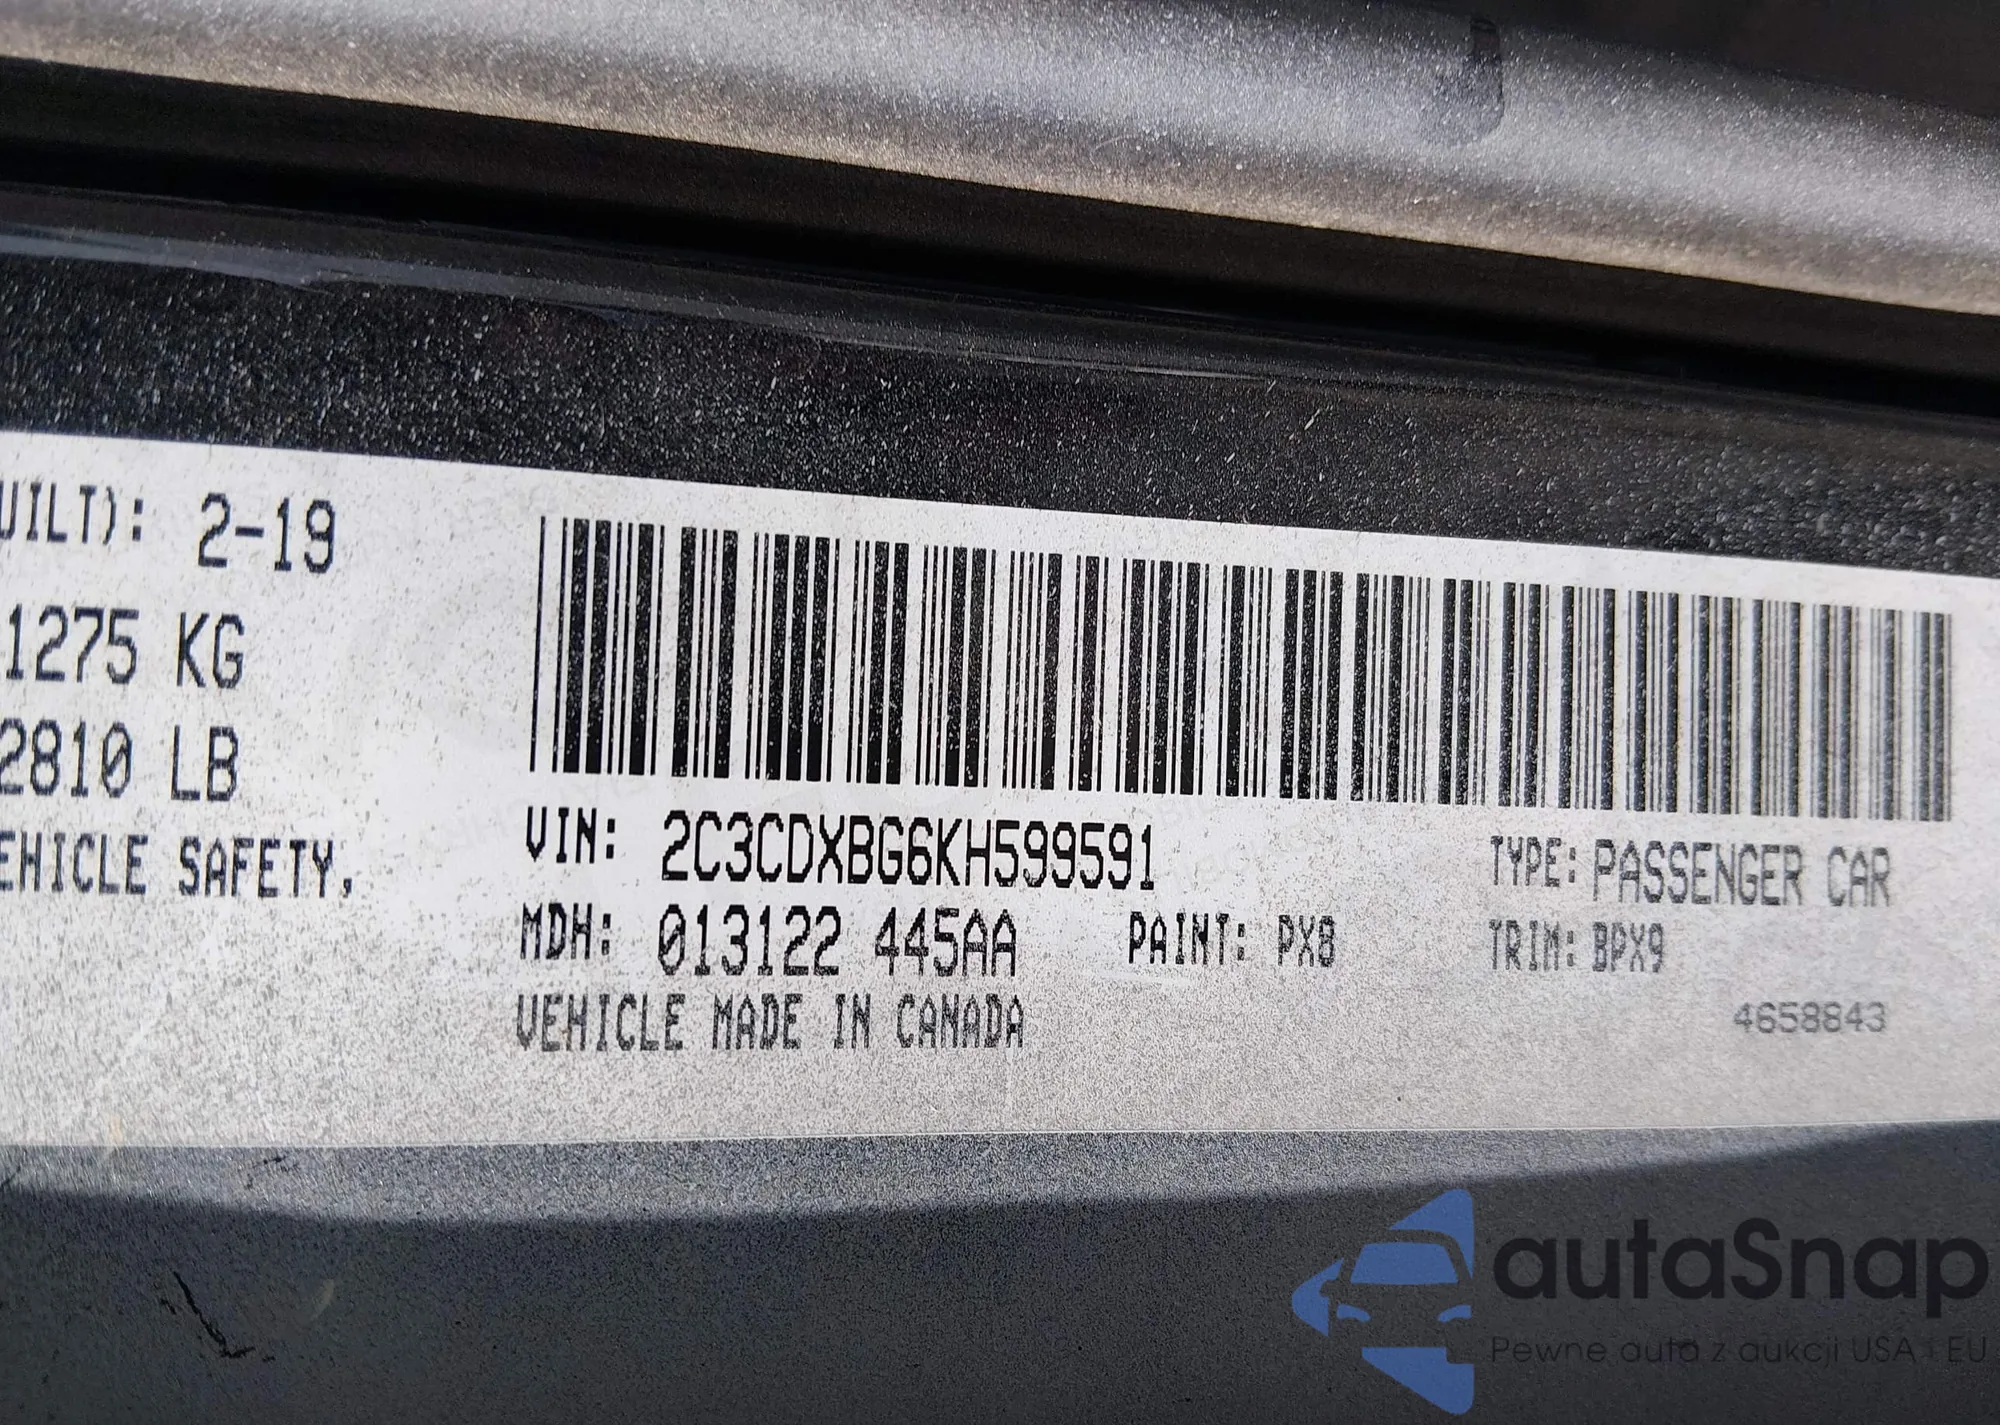 UILT): 2-19
1275 KG
2810 LB
EHICLE SAFETY,
VIN: 2C3CDXBG6KH599591
TYPE: PASSENGER CAR
MDH: 013122 445AA PAINT: PX8 TRIM: BPX9
VEHICLE MADE IN CANADA
4658843
autaSnap
Pewne auta z aukcji USA i EU